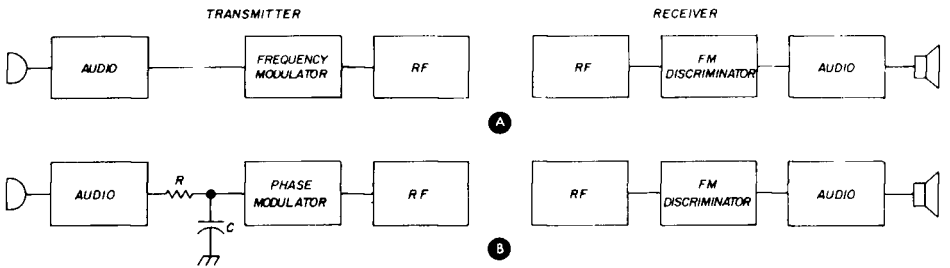 TRANSMITTER
RECEIVER
AUDIO
FREQUENCY
MODULATOR
RF
RF
FM
DISCRIMINATOR
AUDIO
A
AUDIO
R
C
PHASE
MODULATOR
RF
RF
FM
DISCRIMINATOR
AUDIO
B